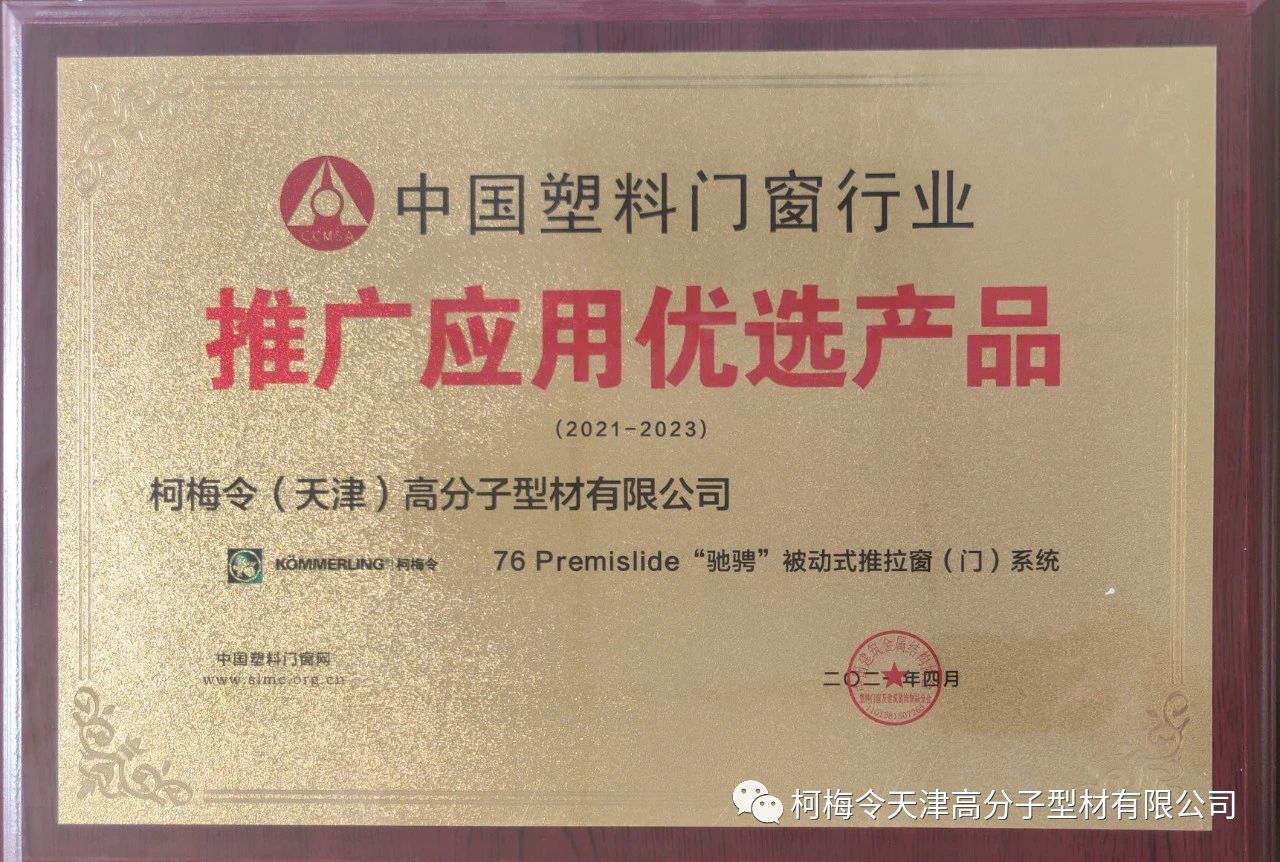 CCMSA
中国塑料门窗行业
推广应用优选产品
(2021-2023)
柯梅令（天津）高分子型材有限公司
KÖMMERLING® 柯梅令 76 Premislide“驰骋”被动式推拉窗（门）系统
中国塑料门窗网
www.simc.org.cn
二〇二一年四月
柯梅令天津高分子型材有限公司